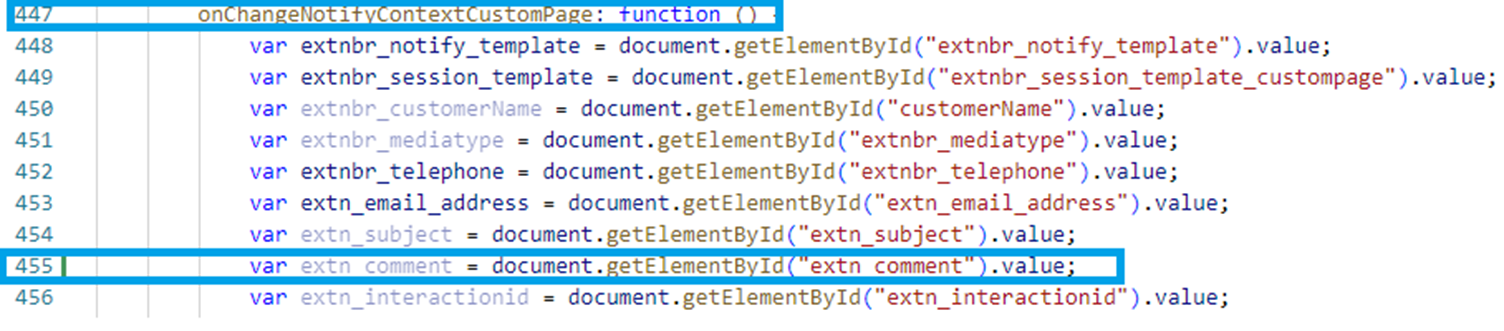 447 onChangeNotifyContextCustomPage: function () {
448 var extnbr_notify_template = document.getElementById("extnbr_notify_template").value;
449 var extnbr_session_template = document.getElementById("extnbr_session_template_custompage").value;
450 var extnbr_customerName = document.getElementById("customerName").value;
451 var extnbr_mediatype = document.getElementById("extnbr_mediatype").value;
452 var extnbr_telephone = document.getElementById("extnbr_telephone").value;
453 var extn_email_address = document.getElementById("extn_email_address").value;
454 var extn_subject = document.getElementById("extn_subject").value;
455 var extn_comment = document.getElementById("extn_comment").value;
456 var extn_interactionid = document.getElementById("extn_interactionid").value;